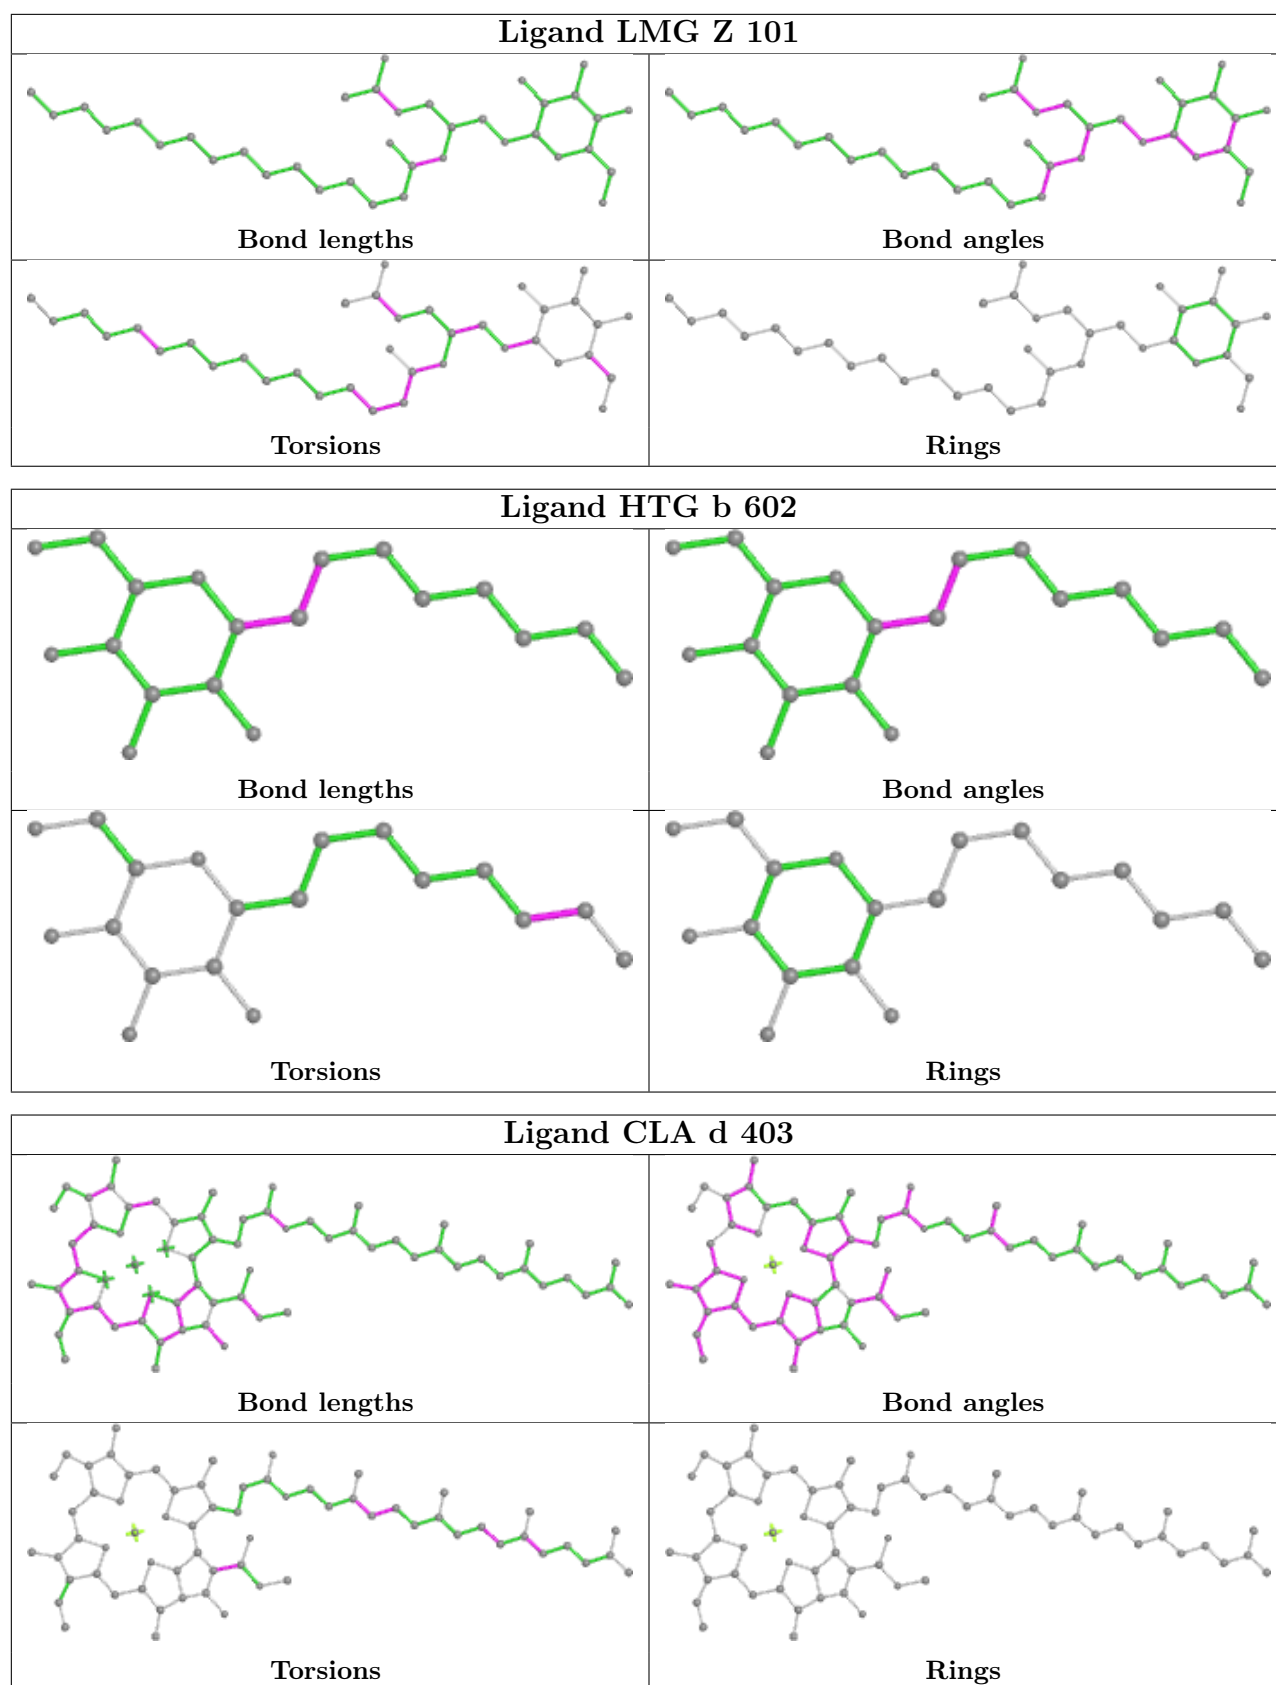 Ligand LMG Z 101
Bond lengths
Bond angles
Torsions
Rings
Ligand HTG b 602
Bond lengths
Bond angles
Torsions
Rings
Ligand CLA d 403
Bond lengths
Bond angles
Torsions
Rings